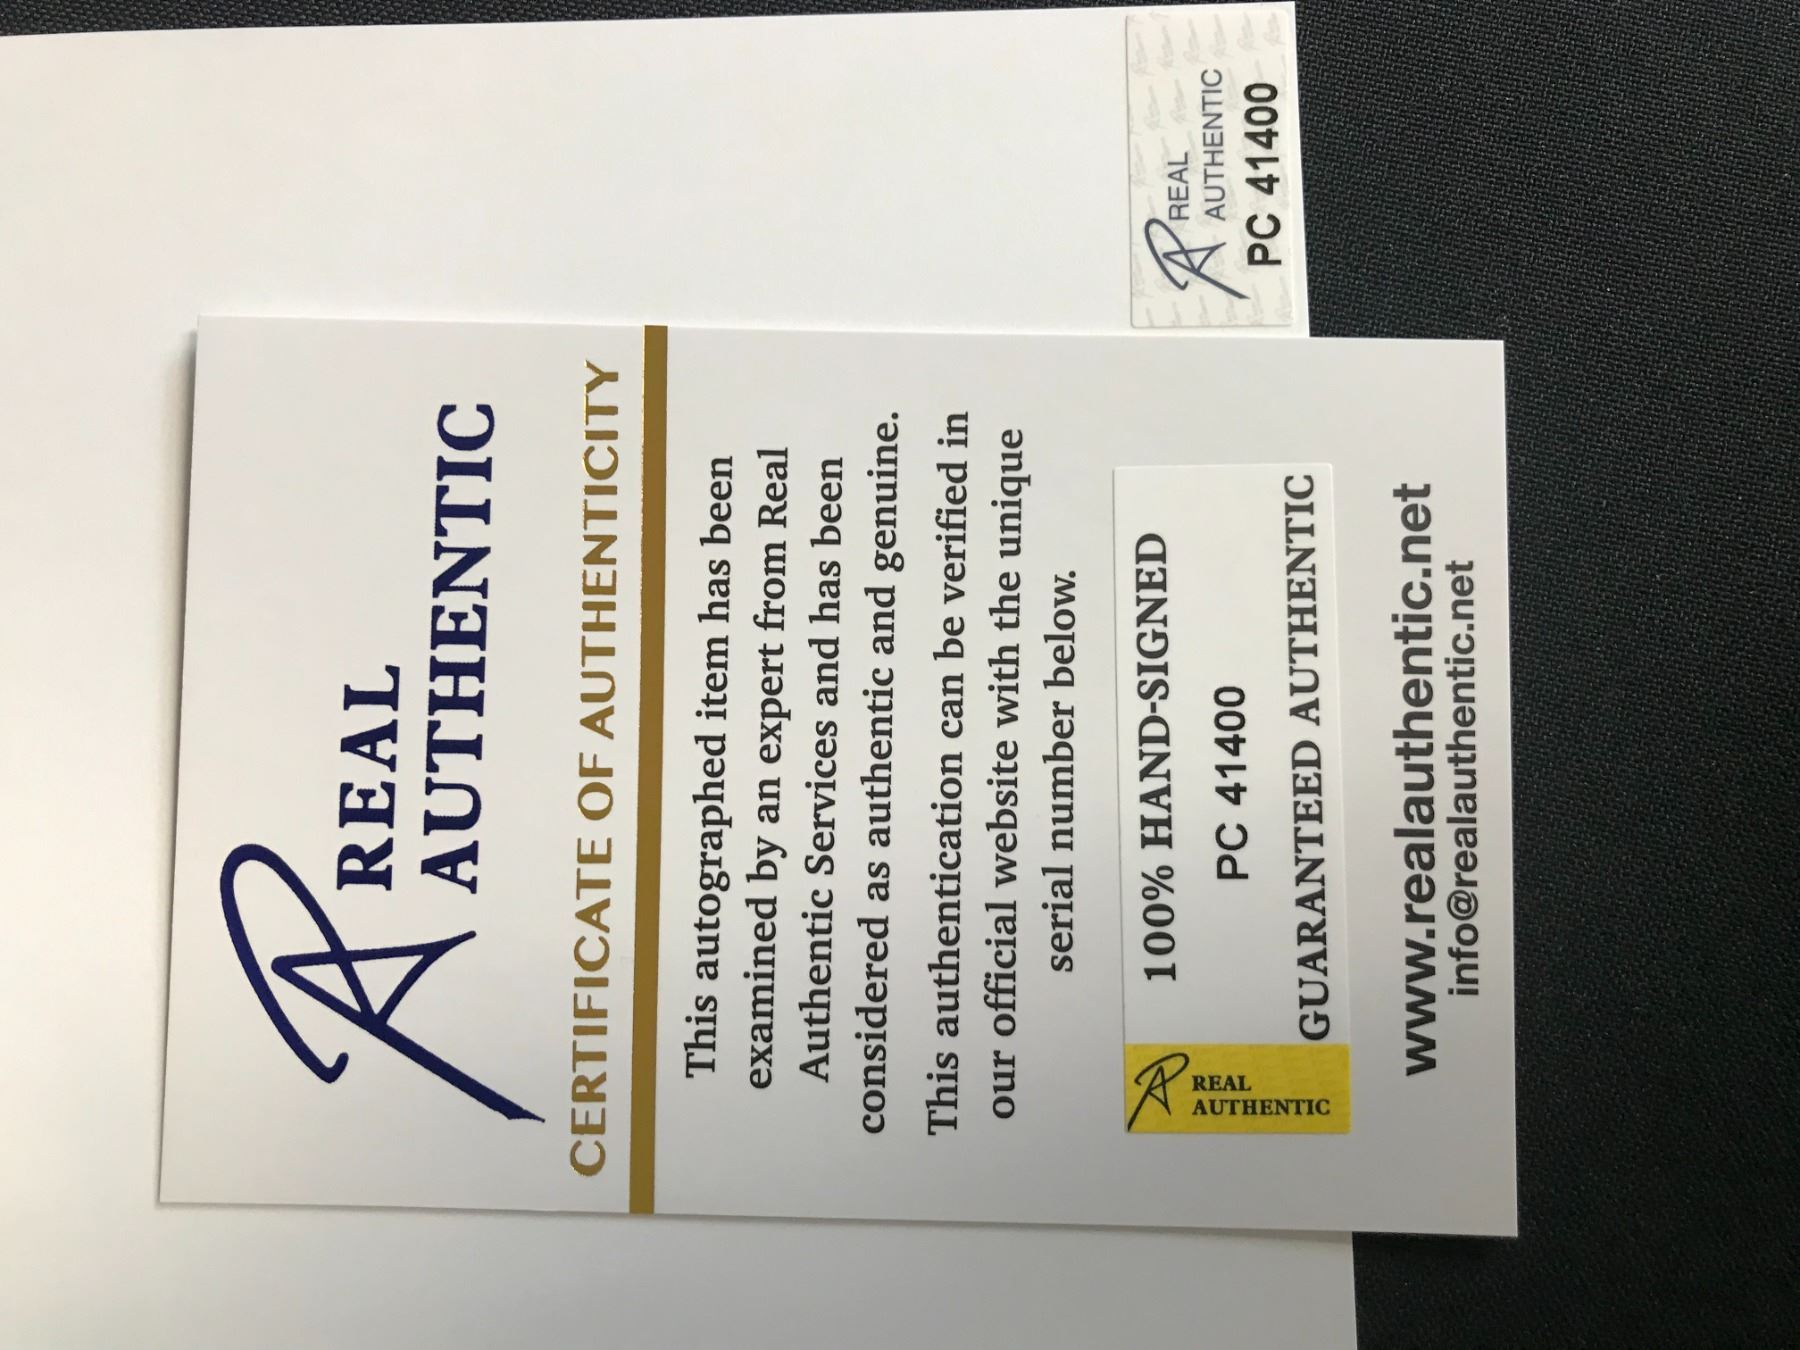 REAL
AUTHENTIC
CERTIFICATE OF AUTHENTICITY
This autographed item has been
examined by an expert from Real
Authentic Services and has been
considered as authentic and genuine.
This authentication can be verified in
our official website with the unique
serial number below.
REAL
AUTHENTIC
100% HAND-SIGNED
PC 41400
GUARANTEED AUTHENTIC
www.realauthentic.net
info@realauthentic.net
REAL
AUTHENTIC
PC 41400